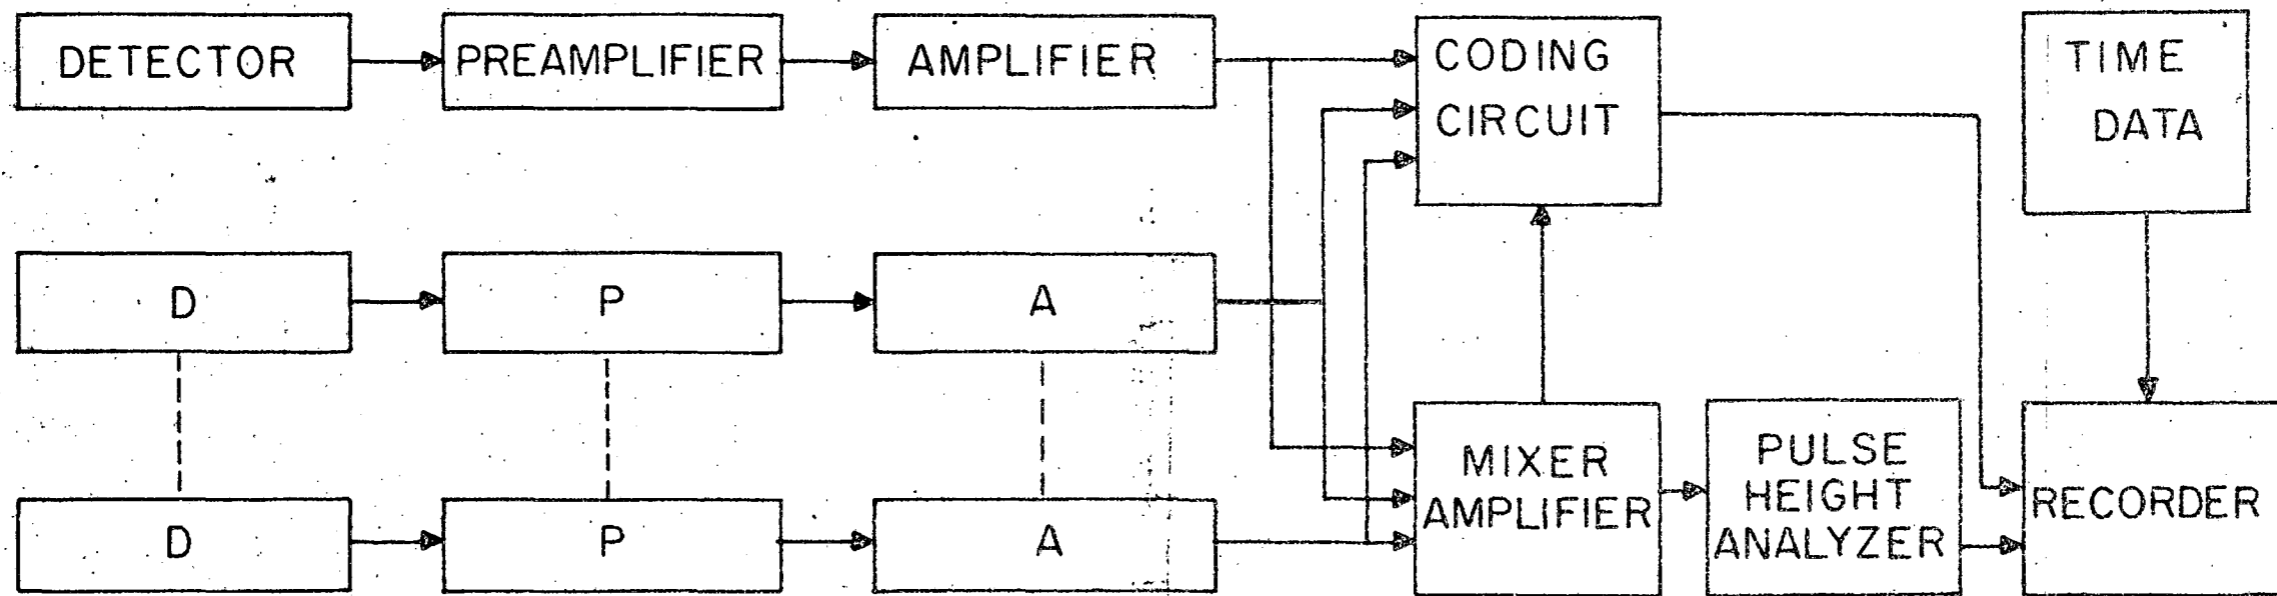 DETECTOR
PREAMPLIFIER
AMPLIFIER
CODING
CIRCUIT
TIME
DATA
D
P
A
D
P
A
MIXER
AMPLIFIER
PULSE
HEIGHT
ANALYZER
RECORDER